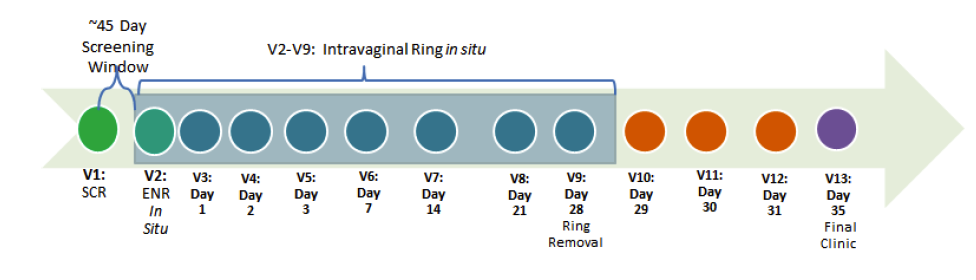 ~45 Day
Screening
Window
V2-V9: Intravaginal Ring in situ
V1:
SCR
V2:
ENR
In
Situ
V3:
Day
1
V4:
Day
2
V5:
Day
3
V6:
Day
7
V7:
Day
14
V8:
Day
21
V9:
Day
28
Ring
Removal
V10:
Day
29
V11:
Day
30
V12:
Day
31
V13:
Day
35
Final
Clinic